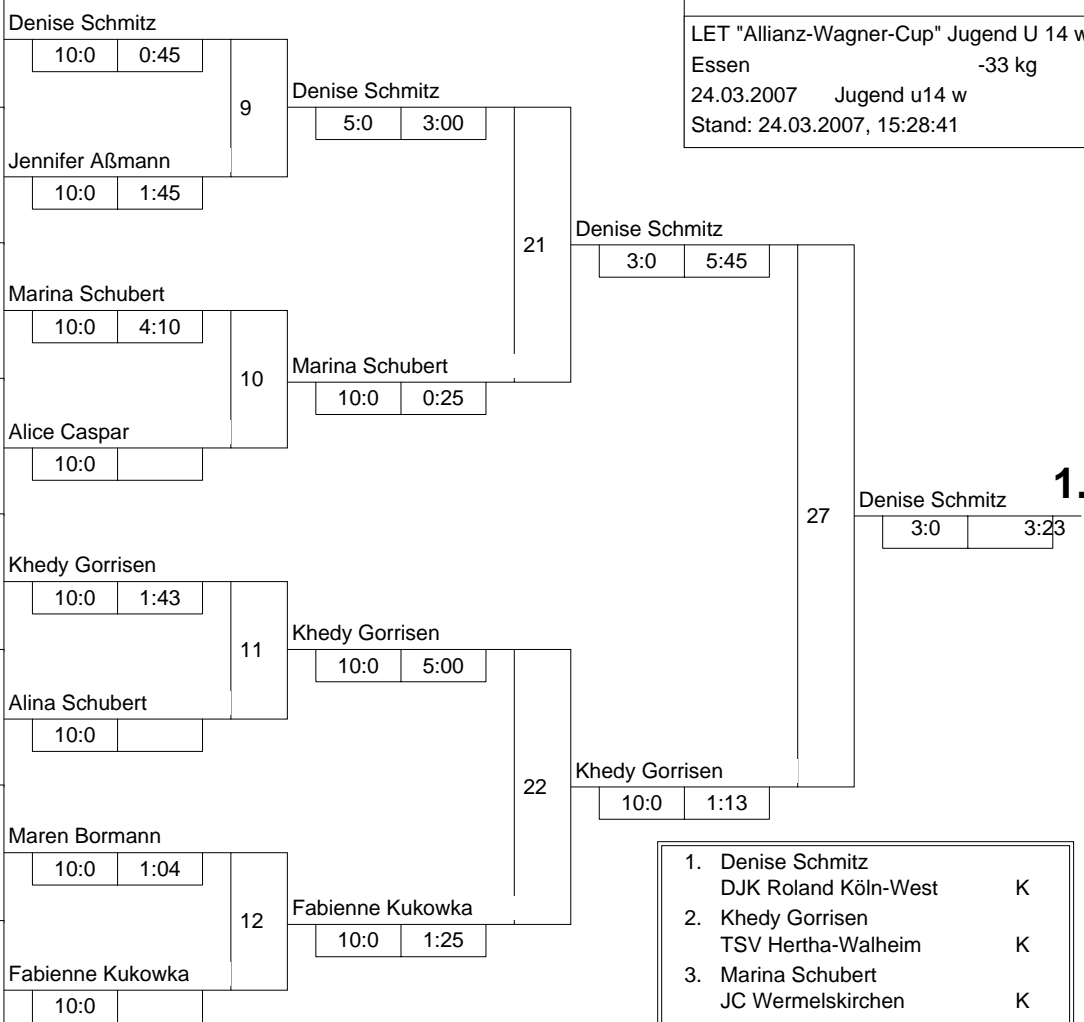 LET "Allianz-Wagner-Cup" Jugend U 14 w
Essen -33 kg
24.03.2007 Jugend u14 w
Stand: 24.03.2007, 15:28:41
Denise Schmitz
10:0 0:45
9
Jennifer Aßmann
10:0 1:45
Marina Schubert
10:0 4:10
10
Alice Caspar
10:0
Khedy Gorrisen
10:0 1:43
11
Alina Schubert
10:0
Maren Bormann
10:0 1:04
12
Fabienne Kukowka
10:0
Denise Schmitz
5:0 3:00
21
Marina Schubert
10:0 0:25
Khedy Gorrisen
10:0 5:00
22
Fabienne Kukowka
10:0 1:25
Denise Schmitz
3:0 5:45
27
Khedy Gorrisen
10:0 1:13
Denise Schmitz 1.
3:0 3:23
1. Denise Schmitz
DJK Roland Köln-West K
2. Khedy Gorrisen
TSV Hertha-Walheim K
3. Marina Schubert
JC Wermelskirchen K